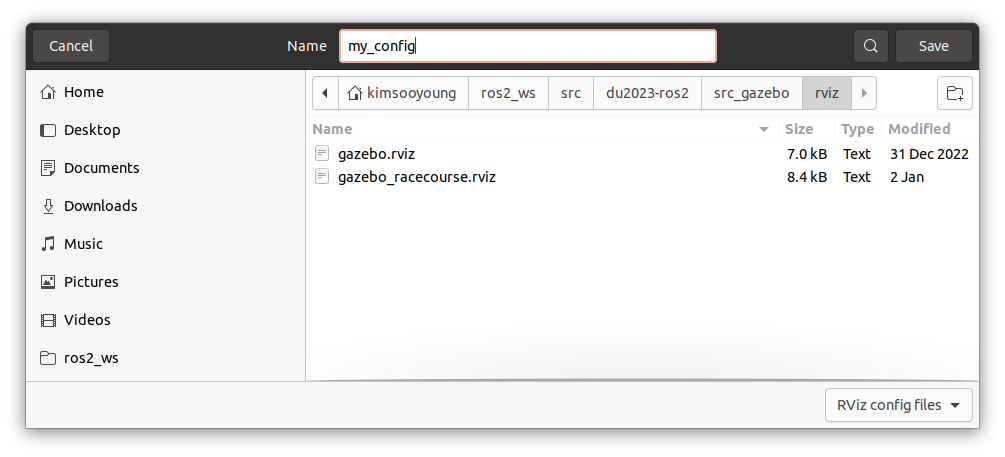 Cancel Name my_config Save
Home
Desktop
Documents
Downloads
Music
Pictures
Videos
ros2_ws
kimsooyoung ros2_ws src du2023-ros2 src_gazebo rviz
Name Size Type Modified
gazebo.rviz 7.0 kB Text 31 Dec 2022
gazebo_racecourse.rviz 8.4 kB Text 2 Jan
RViz config files